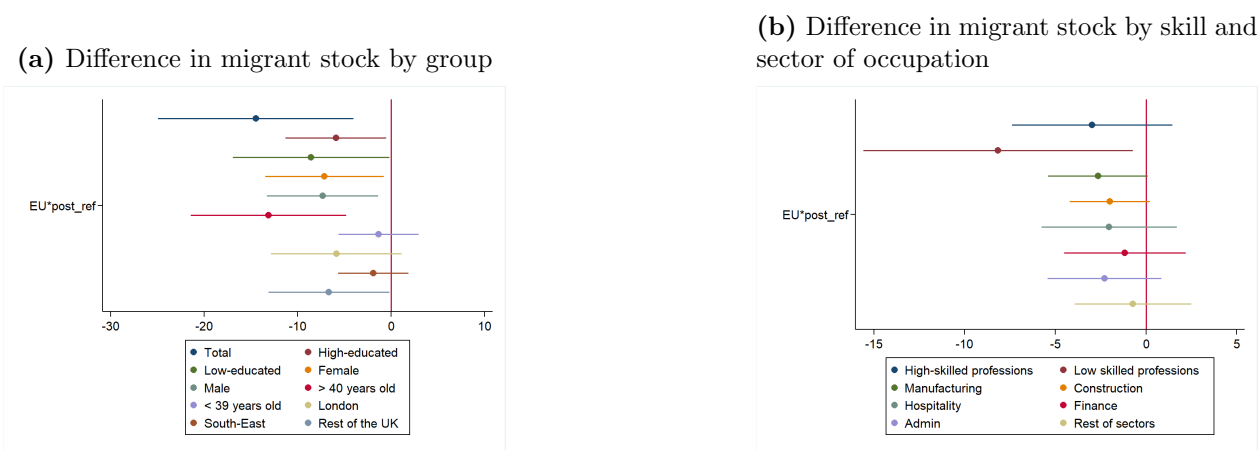 (a) Difference in migrant stock by group
EU*post_ref
-30 -20 -10 0 10
Total High-educated
Low-educated Female
Male > 40 years old
< 39 years old London
South-East Rest of the UK
(b) Difference in migrant stock by skill and
sector of occupation
EU*post_ref
-15 -10 -5 0 5
High-skilled professions Low skilled professions
Manufacturing Construction
Hospitality Finance
Admin Rest of sectors